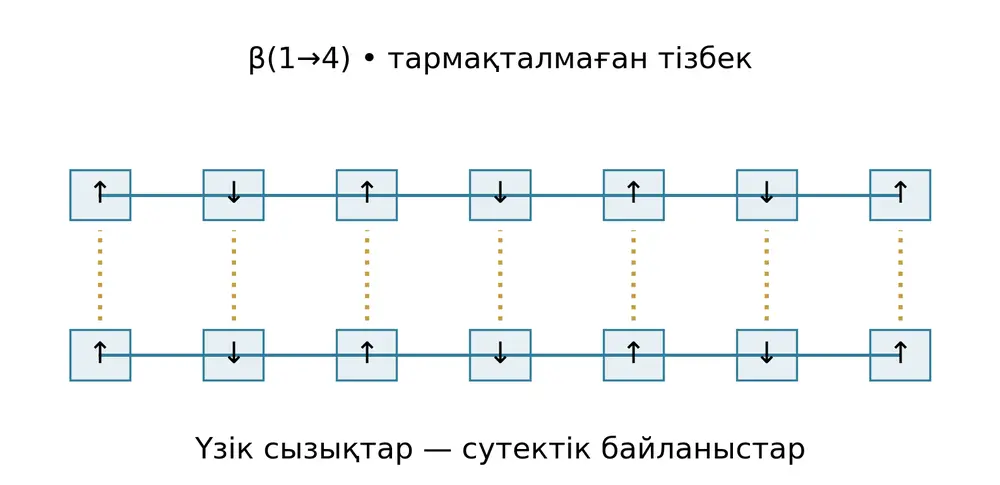 β(1→4) • тармақталмаған тізбек
↑ ↓ ↑ ↓ ↑ ↓ ↑
↑ ↓ ↑ ↓ ↑ ↓ ↑
Үзік сызықтар — сутектік байланыстар